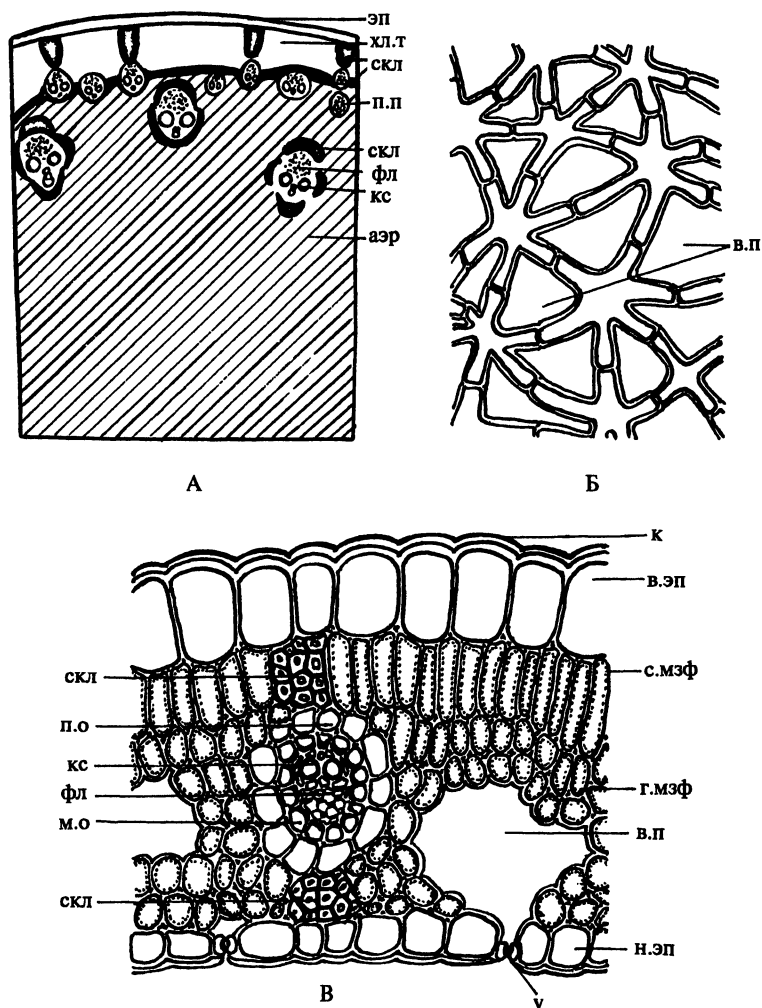 эп
хл.т
скл
п.п
скл
фл
кс
аэр
в.п
А
Б
к
в.эп
скл
с.мзф
п.о
кс
фл
г.мзф
м.о
в.п
скл
н.эп
у
В